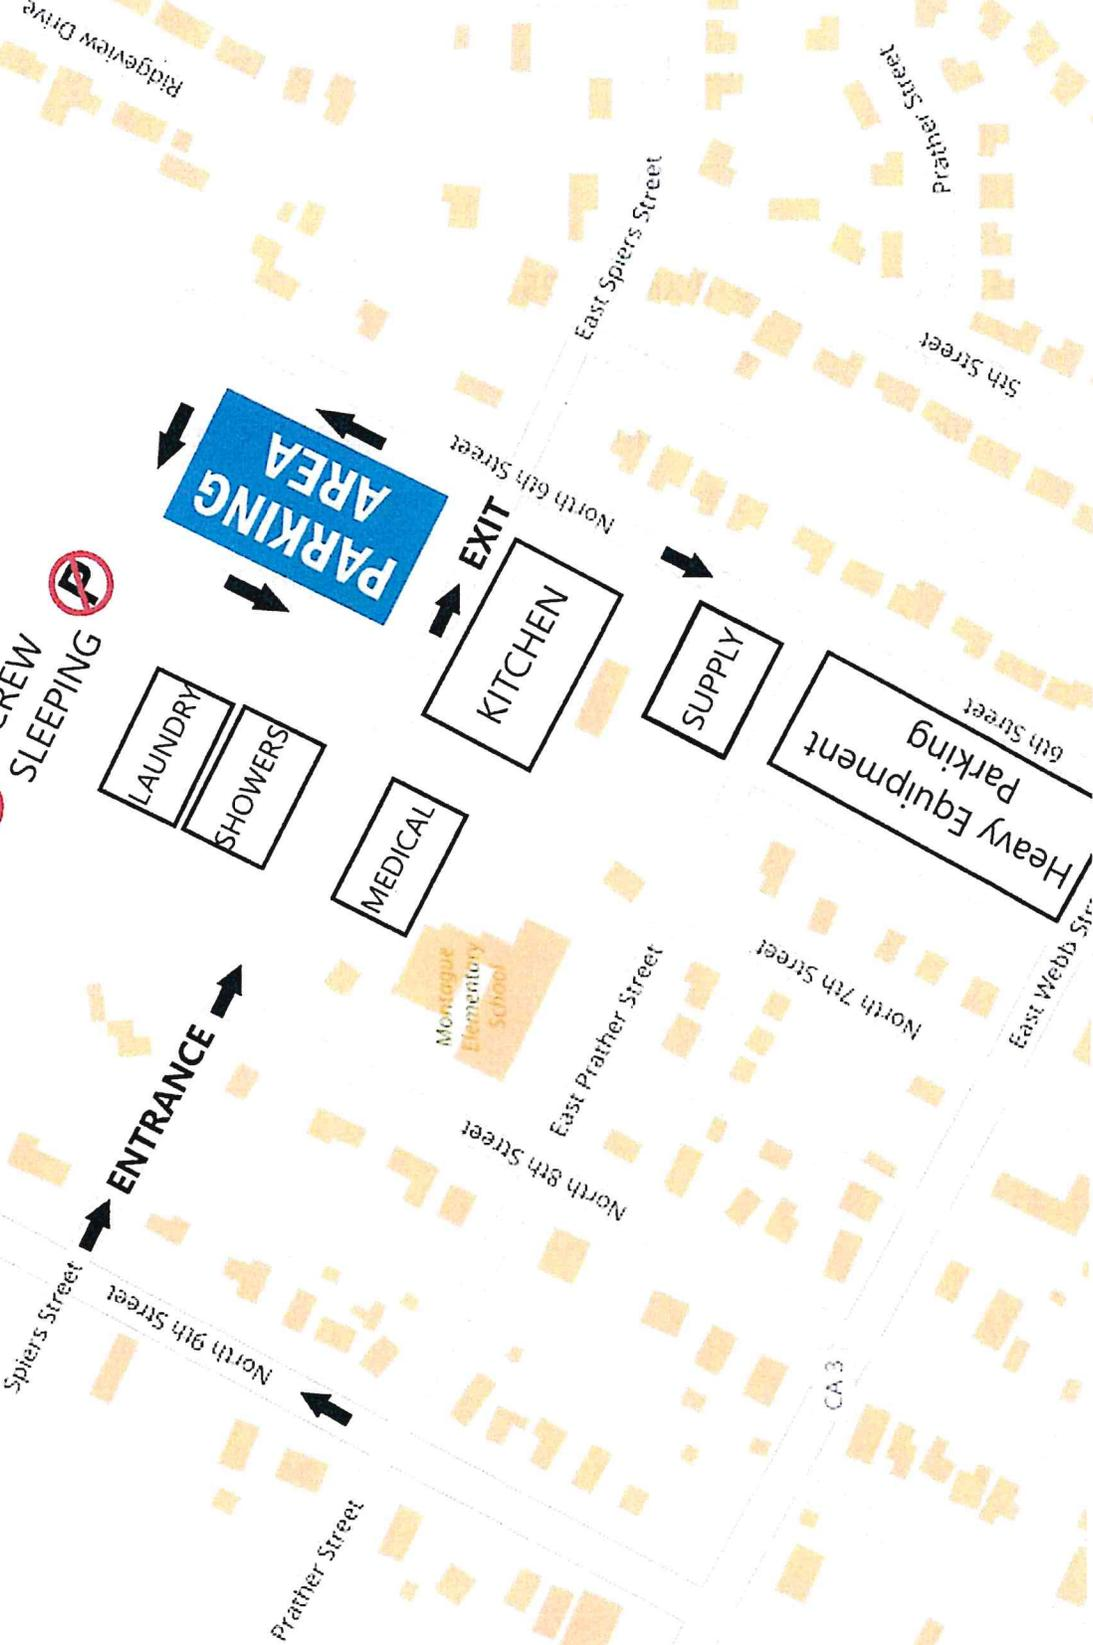 Ridgeview Drive
Prather Street
East Spiers Street
5th Street
PARKING
AREA
North 6th Street
EXIT
P
SLEEPING
KITCHEN
LAUNDRY
SHOWERS
SUPPLY
MEDICAL
6th Street
Heavy Equipment
Parking
Montague
Elementary
School
North 7th Street
East Webb Str
East Prather Street
ENTRANCE
North 8th Street
Spiers Street
North 9th Street
CA 3
Prather Street